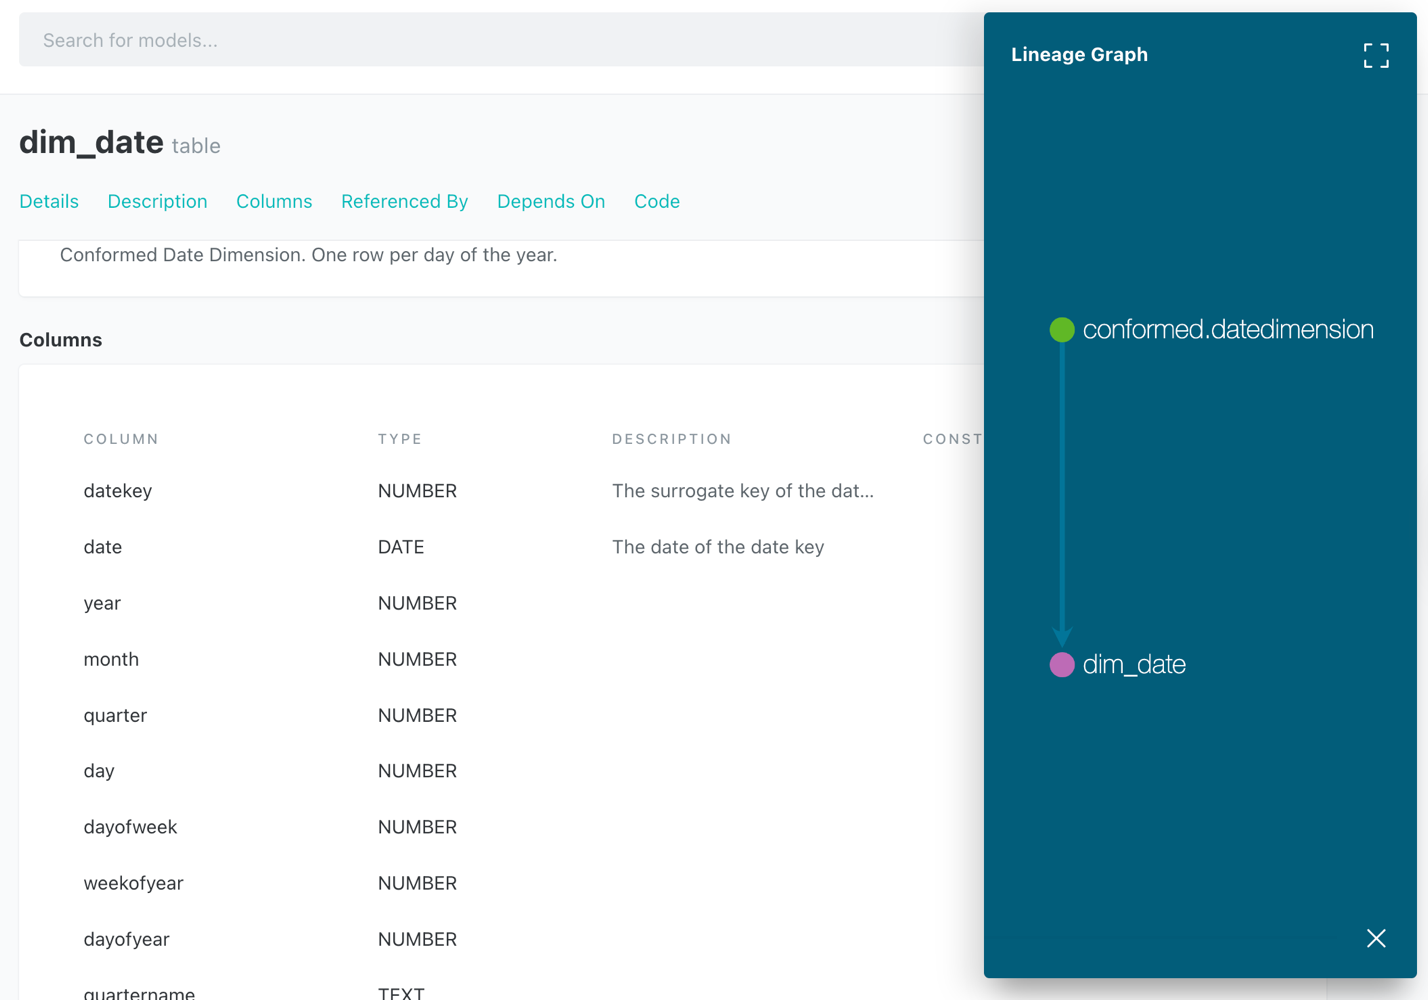 Search for models...
dim_date table
Details Description Columns Referenced By Depends On Code
Conformed Date Dimension. One row per day of the year.
Columns
COLUMN TYPE DESCRIPTION CONST
datekey NUMBER The surrogate key of the dat...
date DATE The date of the date key
year NUMBER
month NUMBER
quarter NUMBER
day NUMBER
dayofweek NUMBER
weekofyear NUMBER
dayofyear NUMBER
quartername TEXT
Lineage Graph
conformed.datedimension
dim_date